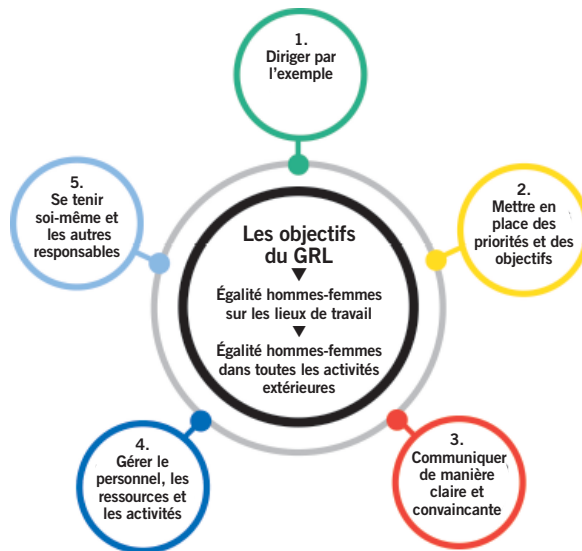 1.
Diriger par
l'exemple
2.
Mettre en
place des
priorités et des
objectifs
3.
Communiquer
de manière
claire et
convaincante
4.
Gérer le
personnel, les
ressources et
les activités
5.
Se tenir
soi-même et
les autres
responsables
Les objectifs
du GRL
Égalité hommes-femmes
sur les lieux de travail
Égalité hommes-femmes
dans toutes les activités
extérieures